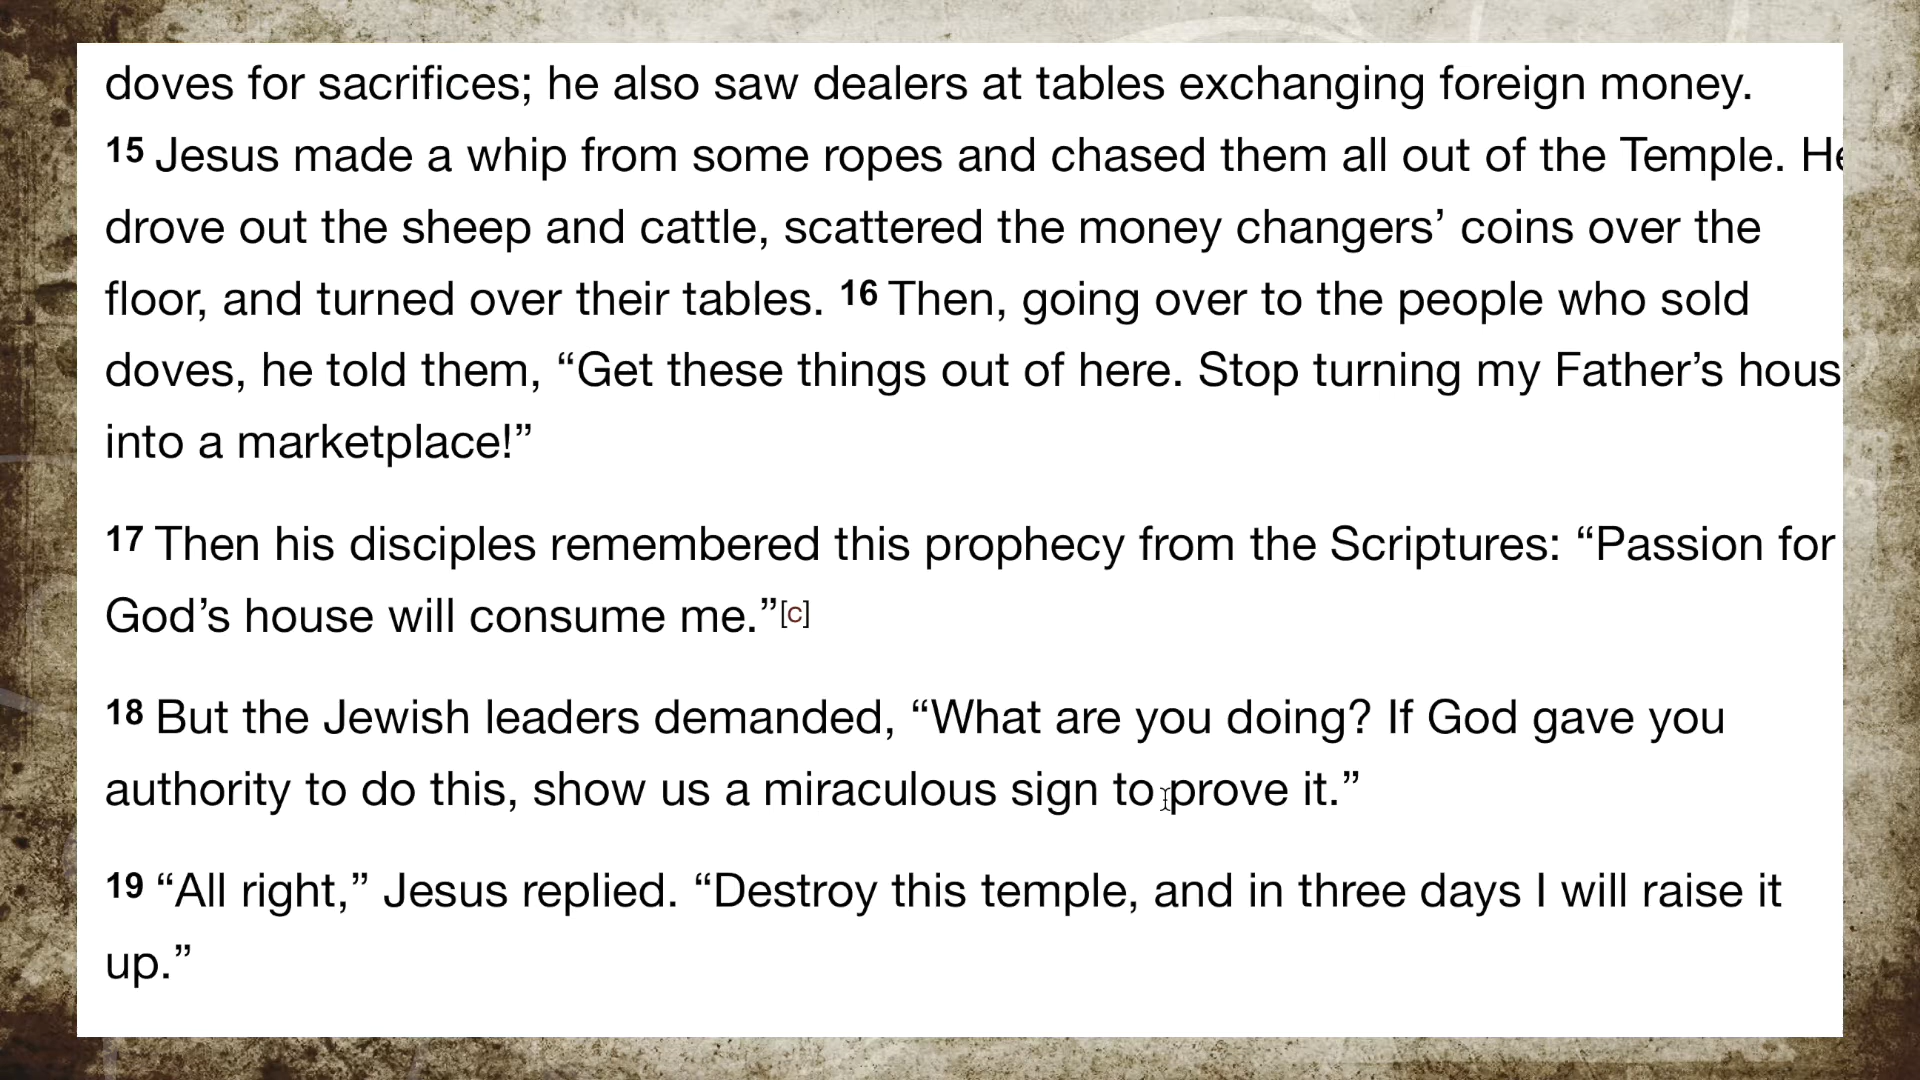 doves for sacrifices; he also saw dealers at tables exchanging foreign money.
15 Jesus made a whip from some ropes and chased them all out of the Temple. He
drove out the sheep and cattle, scattered the money changers’ coins over the
floor, and turned over their tables. 16 Then, going over to the people who sold
doves, he told them, “Get these things out of here. Stop turning my Father’s hous
into a marketplace!”
17 Then his disciples remembered this prophecy from the Scriptures: “Passion for
God’s house will consume me.”[c]
18 But the Jewish leaders demanded, “What are you doing? If God gave you
authority to do this, show us a miraculous sign to prove it.”
19 “All right,” Jesus replied. “Destroy this temple, and in three days I will raise it
up.”